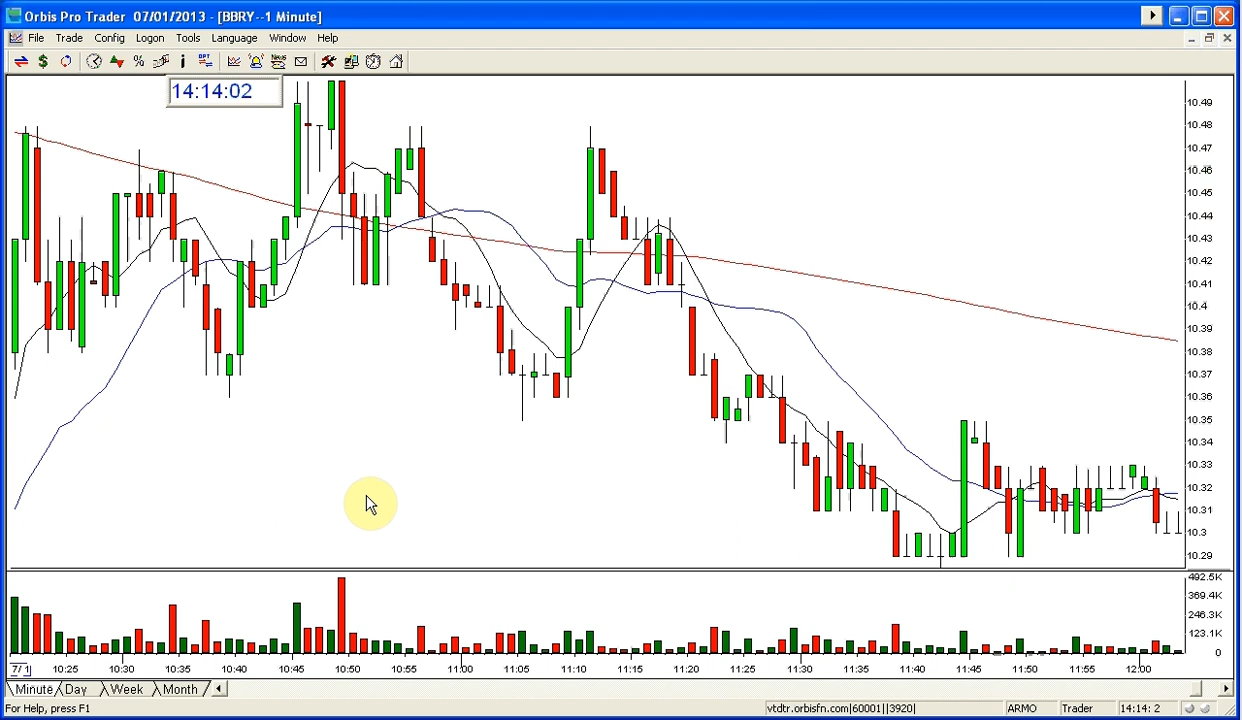 Orbis Pro Trader 07/01/2013 - [BBRY--1 Minute]
File Trade Config Logon Tools Language Window Help
14:14:02
10.49
10.48
10.47
10.46
10.45
10.44
10.43
10.42
10.41
10.4
10.39
10.38
10.37
10.36
10.35
10.34
10.33
10.32
10.31
10.3
10.29
492.5K
369.4K
246.3K
123.1K
0
7/1 10:25 10:30 10:35 10:40 10:45 10:50 10:55 11:00 11:05 11:10 11:15 11:20 11:25 11:30 11:35 11:40 11:45 11:50 11:55 12:00
Minute Day Week Month
For Help, press F1 vtdtr.orbisfn.com|60001||3920| ARMO Trader 14:14: 2